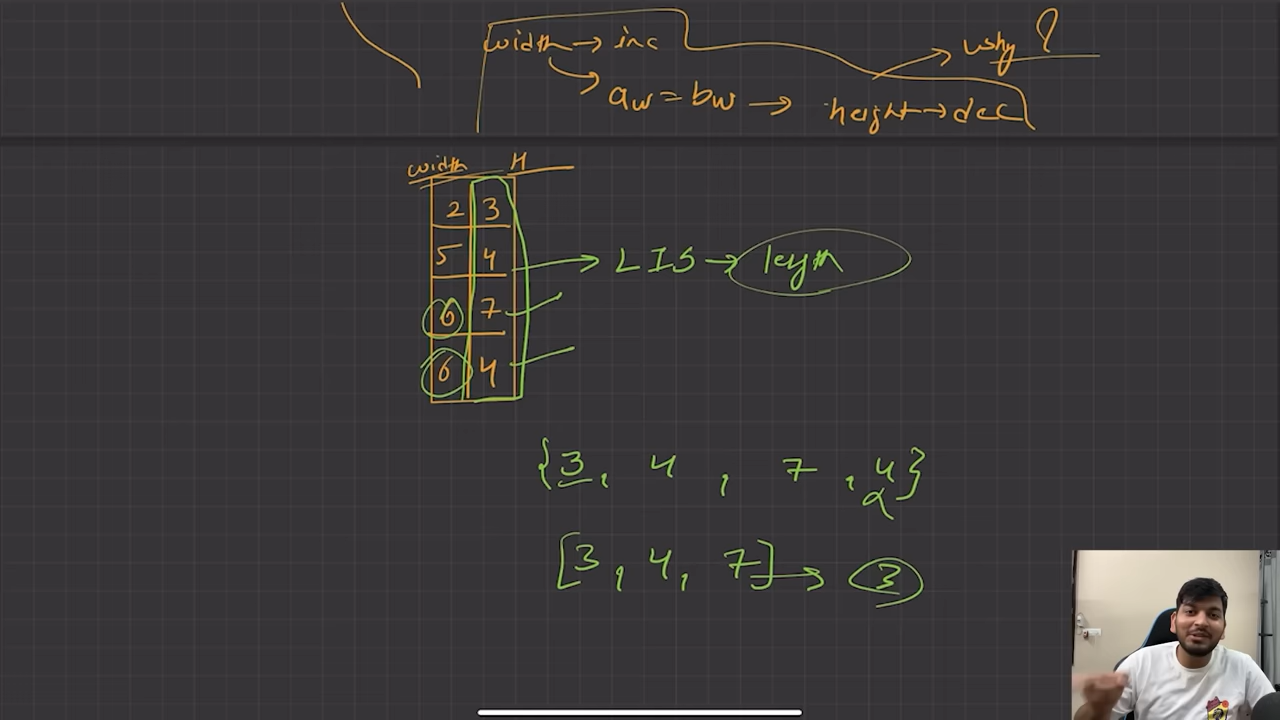 width → inc
why ?
aw = bw → height → dec
width H
2 3
5 4 → LIS → length
6 7
6 4
{3, 4, 7, 4}
[3, 4, 7] → 3